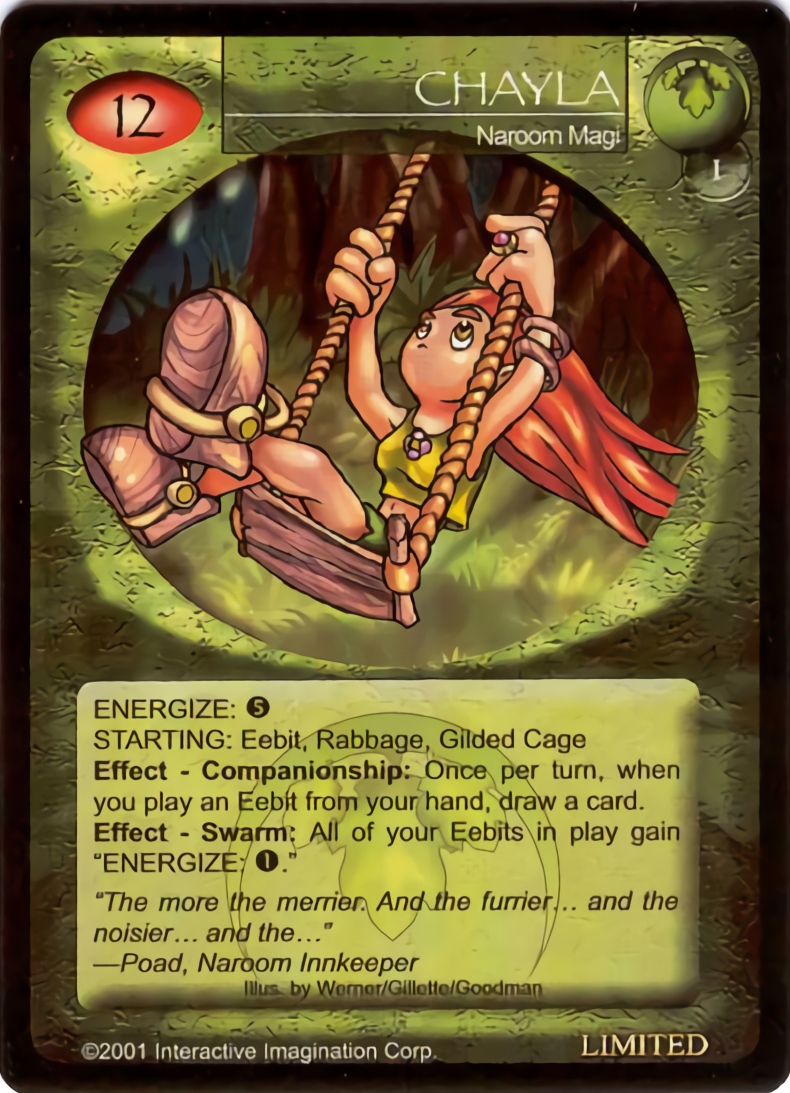 12
CHAYLA
Naroom Magi
I
ENERGIZE: ❺
STARTING: Eebit, Rabbage, Gilded Cage
Effect - Companionship: Once per turn, when
you play an Eebit from your hand, draw a card.
Effect - Swarm: All of your Eebits in play gain
"ENERGIZE: ❶."
"The more the merrier. And the furrier... and the
noisier... and the..."
—Poad, Naroom Innkeeper
Illus. by Werner/Gillette/Goodman
©2001 Interactive Imagination Corp.
LIMITED